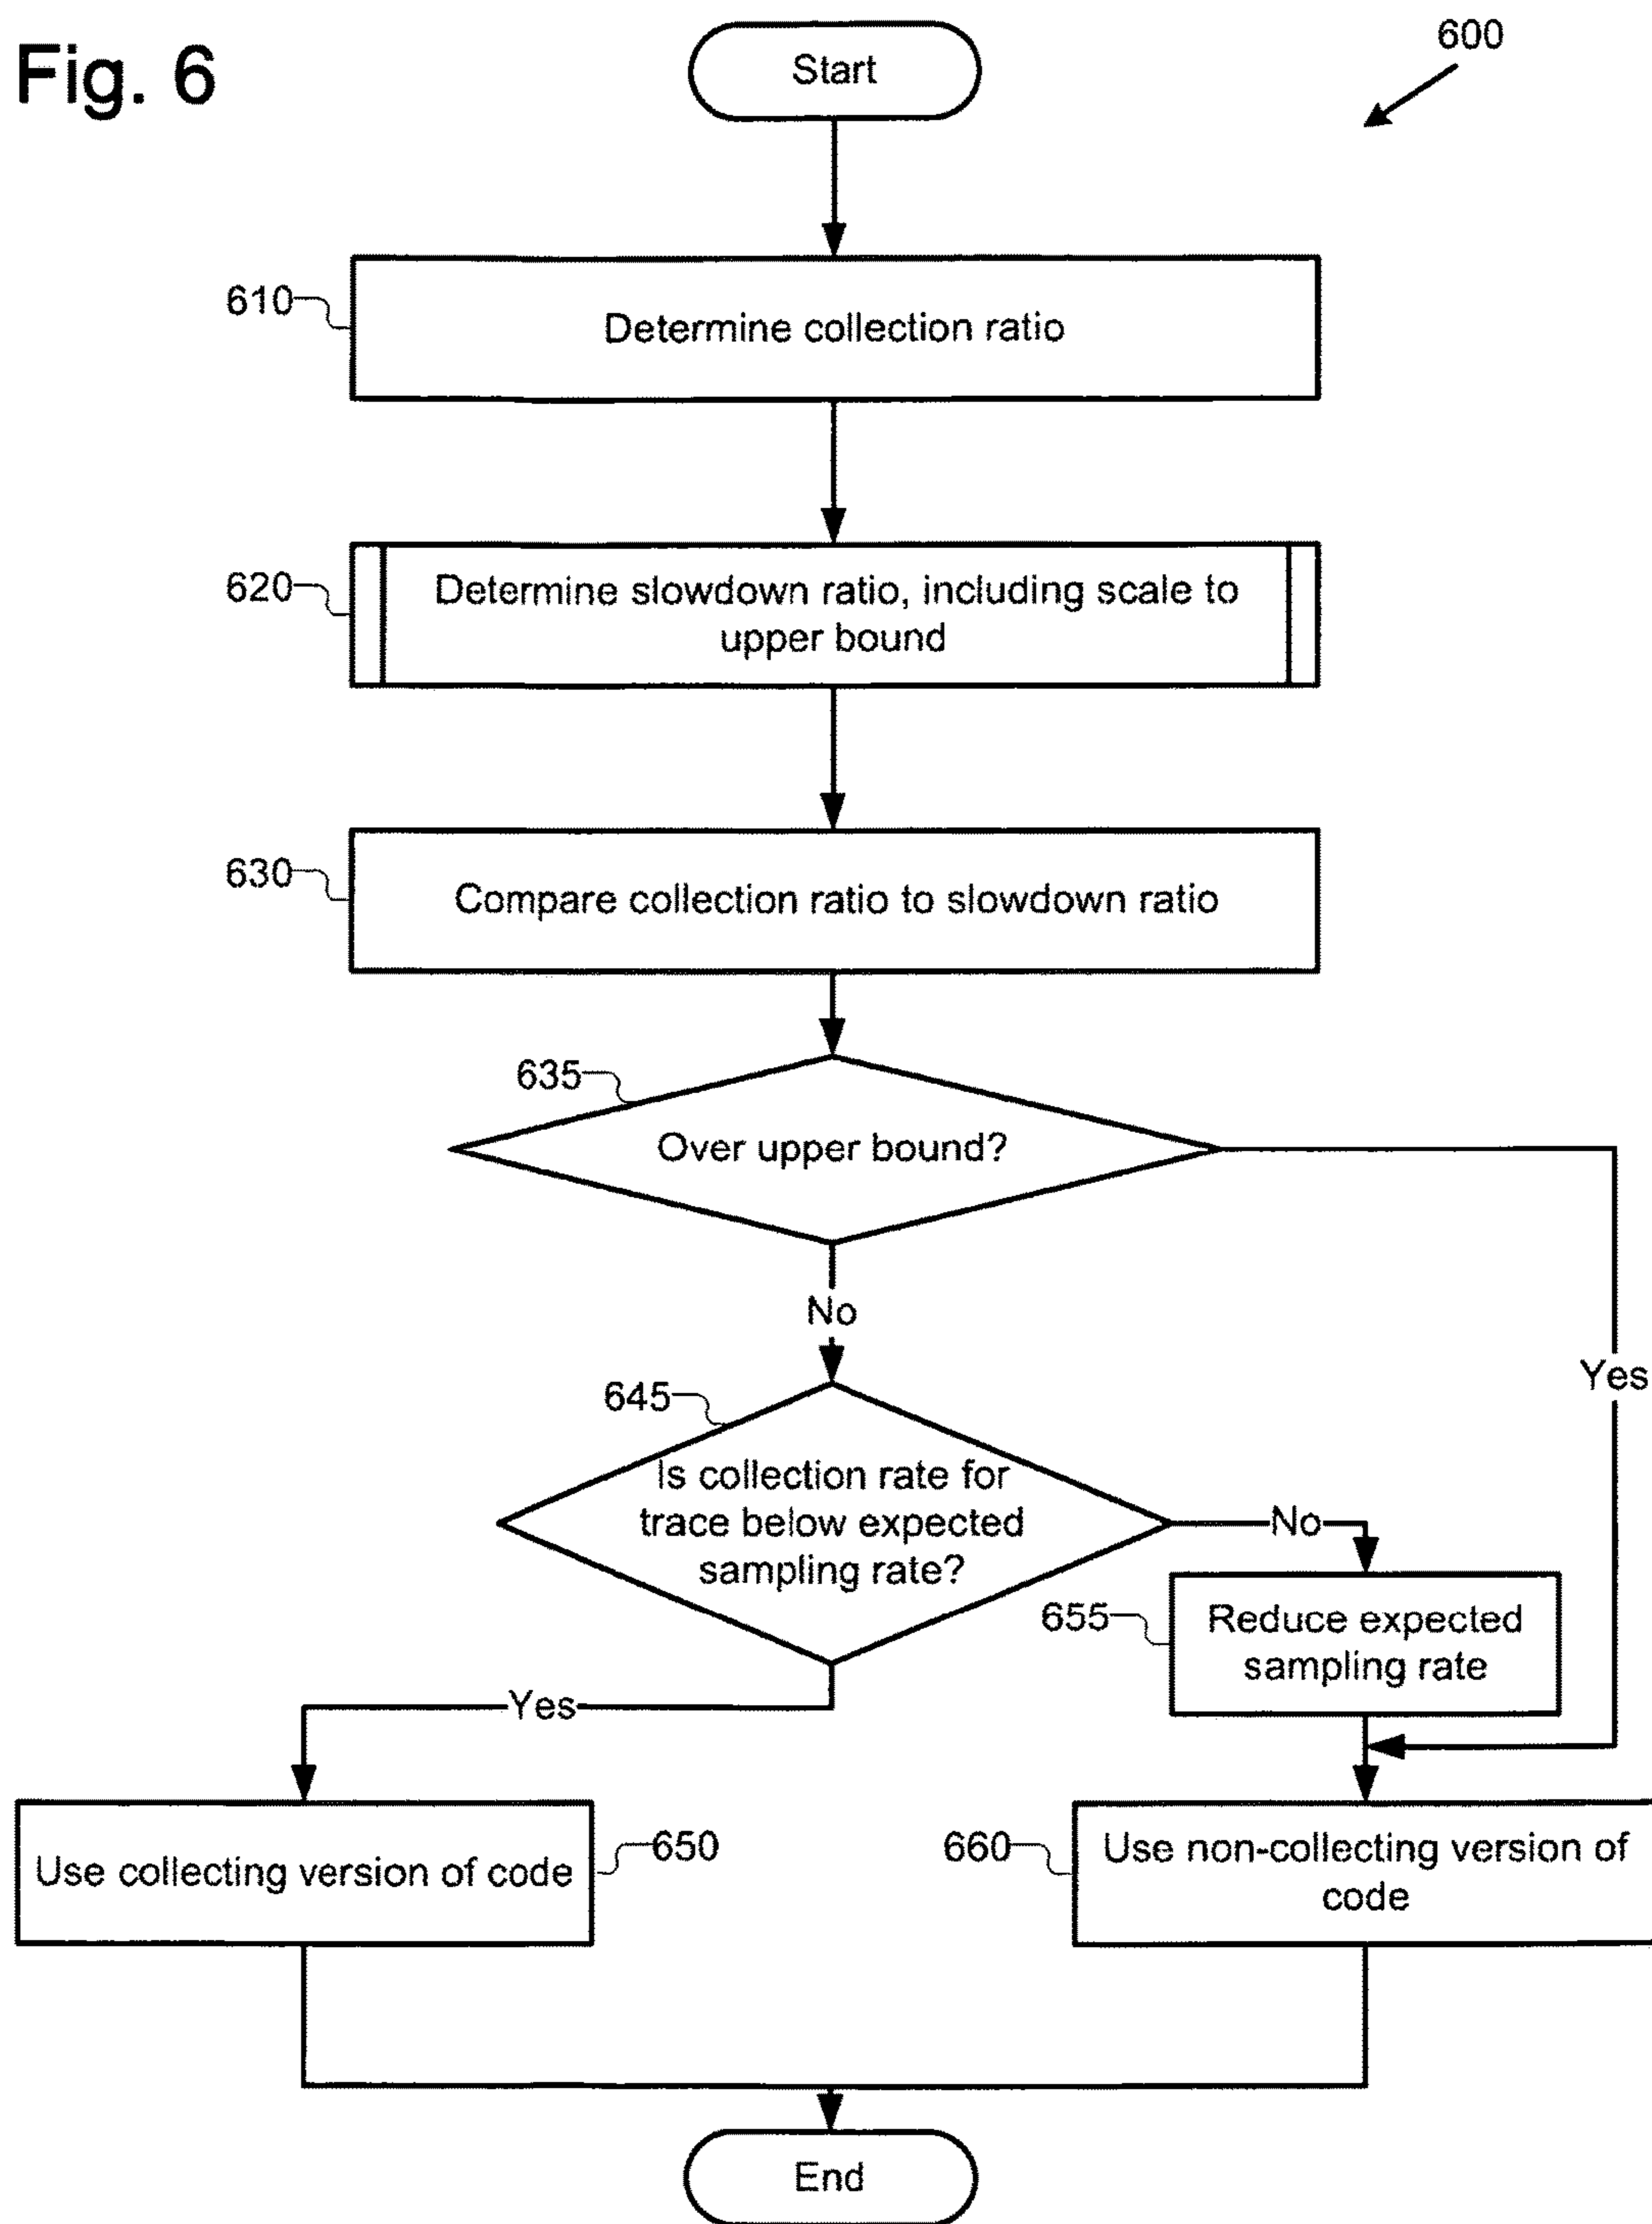 Fig. 6
600
Start
610
Determine collection ratio
620
Determine slowdown ratio, including scale to
upper bound
630
Compare collection ratio to slowdown ratio
635
Over upper bound?
No
Yes
645
Is collection rate for
trace below expected
sampling rate?
No
655
Reduce expected
sampling rate
Yes
Use collecting version of code
650
660
Use non-collecting version of
code
End